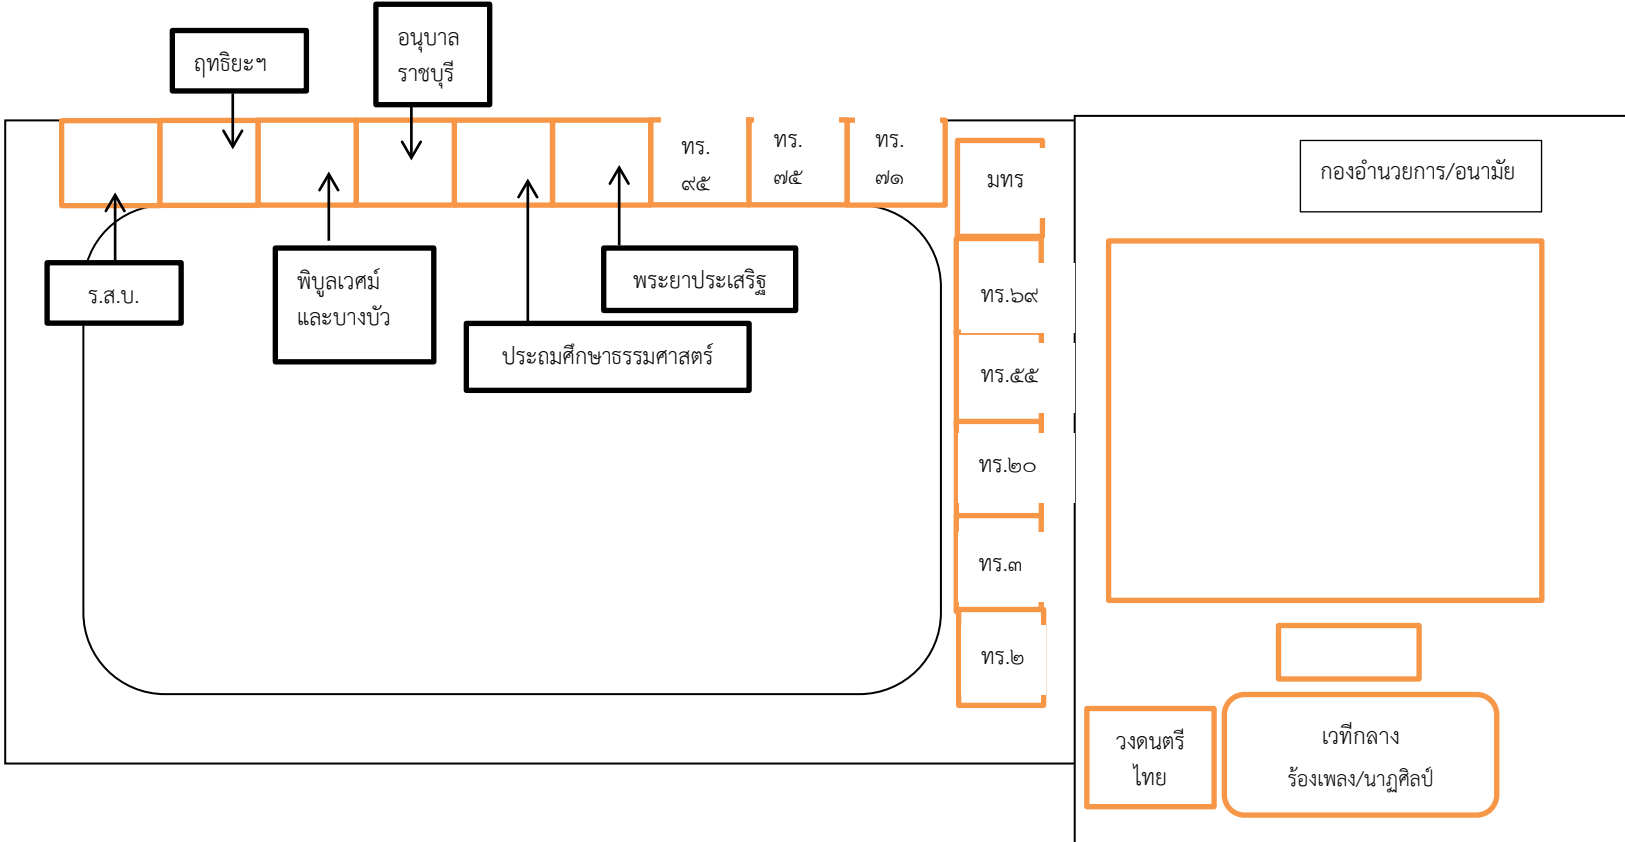 อนุบาล
ราชบุรี
ฤทธิยะฯ
ทร.
๙๕
ทร.
๗๕
ทร.
๗๑
มทร
กองอำนวยการ/อนามัย
ร.ส.บ.
พิบูลเวศม์
และบางบัว
พระยาประเสริฐ
ประถมศึกษาธรรมศาสตร์
ทร.๖๙
ทร.๕๕
ทร.๒๐
ทร.๓
ทร.๒
วงดนตรี
ไทย
เวทีกลาง
ร้องเพลง/นาฏศิลป์